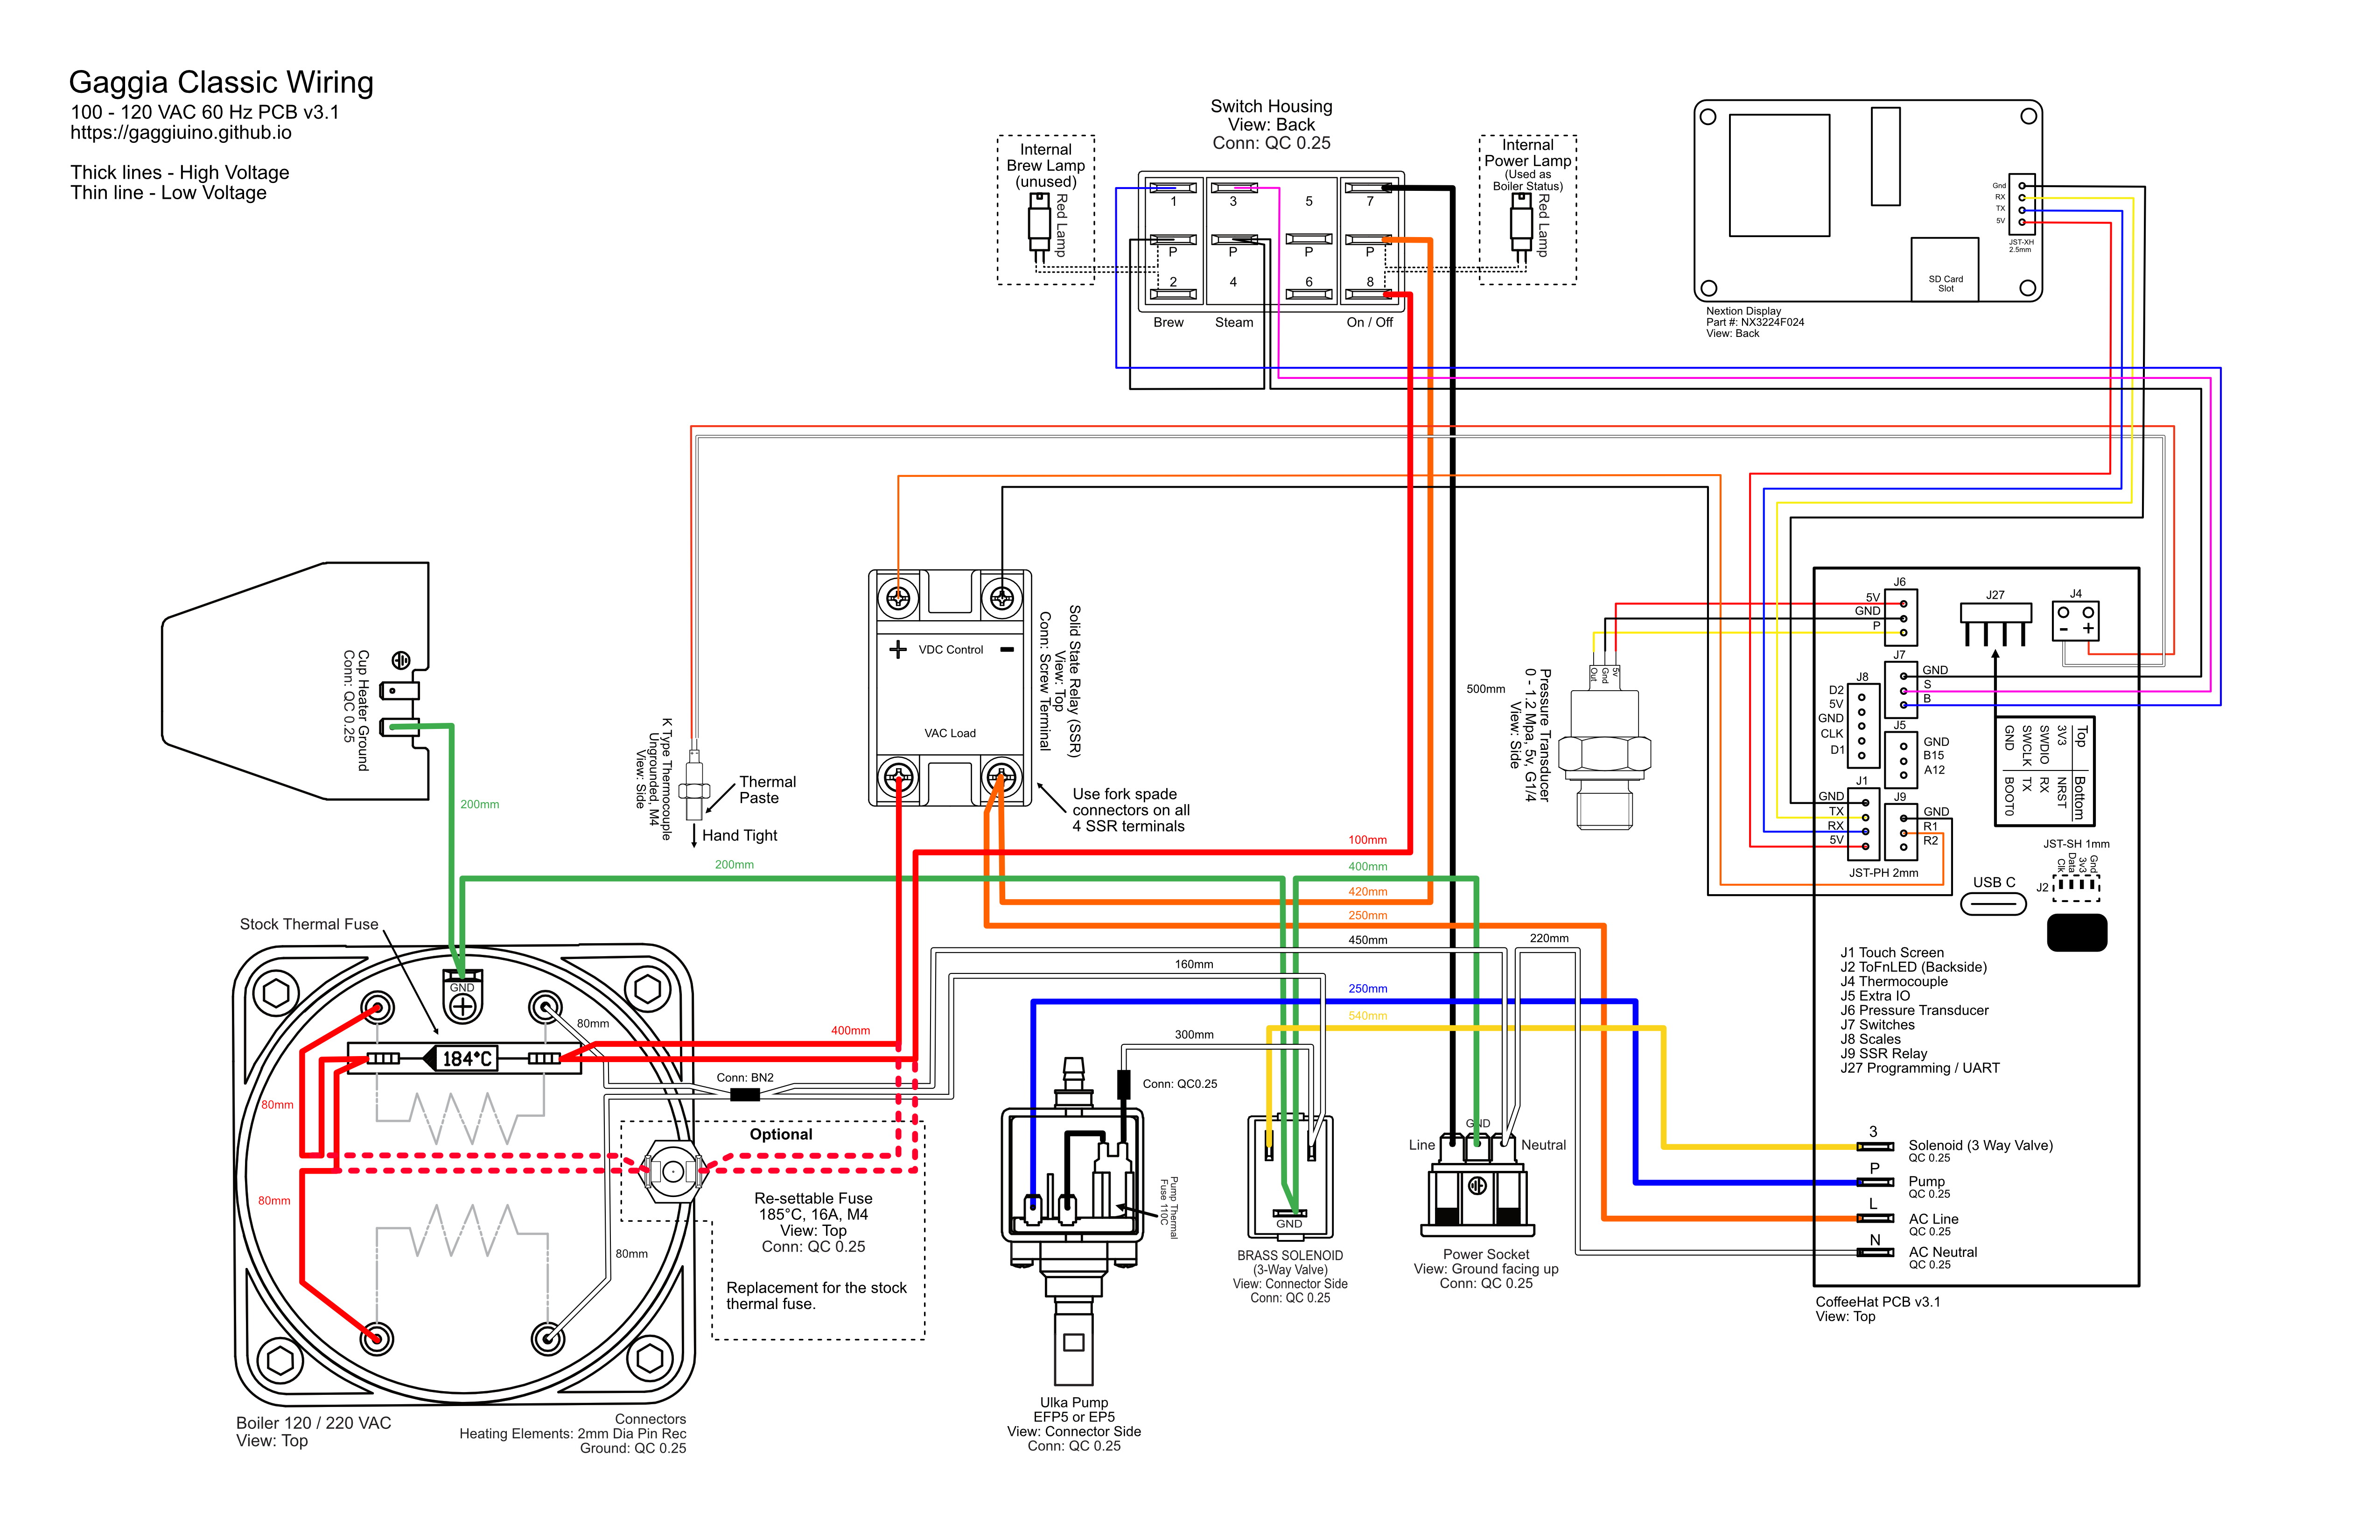 Gaggia Classic Wiring
100 - 120 VAC 60 Hz PCB v3.1
https://gaggiuino.github.io
Thick lines - High Voltage
Thin line - Low Voltage
Switch Housing
View: Back
Conn: QC 0.25
Internal
Brew Lamp
(unused)
Red Lamp
1
3
5
7
P
P
P
P
2
4
6
8
Brew
Steam
On / Off
Internal
Power Lamp
(Used as
Boiler Status)
Red Lamp
Gnd
RX
TX
5V
JST-XH
2.5mm
SD Card
Slot
Nextion Display
Part #: NX3224F024
View: Back
Cup Heater Ground
Conn: QC 0.25
200mm
K Type Thermocouple
Ungrounded, M4
View: Side
Thermal
Paste
Hand Tight
+
VDC Control
-
VAC Load
Solid State Relay (SSR)
View: Top
Conn: Screw Terminal
Use fork spade
connectors on all
4 SSR terminals
500mm
Out
Gnd
5v
Pressure Transducer
0 - 1.2 Mpa, 5v, G1/4
View: Side
J6
5V
GND
P
J27
J4
-
+
J7
GND
S
B
J8
D2
5V
GND
CLK
D1
J5
GND
B15
A12
J1
GND
TX
RX
5V
J9
GND
R1
R2
JST-PH 2mm
Top
Bottom
3V3
NRST
SWDIO
RX
SWCLK
TX
GND
BOOT0
JST-SH 1mm
Gnd
3v3
Data
Clk
J2
USB C
J1 Touch Screen
J2 ToFnLED (Backside)
J4 Thermocouple
J5 Extra IO
J6 Pressure Transducer
J7 Switches
J8 Scales
J9 SSR Relay
J27 Programming / UART
3
Solenoid (3 Way Valve)
QC 0.25
P
Pump
QC 0.25
L
AC Line
QC 0.25
N
AC Neutral
QC 0.25
CoffeeHat PCB v3.1
View: Top
100mm
200mm
400mm
420mm
250mm
450mm
220mm
160mm
250mm
540mm
300mm
400mm
Stock Thermal Fuse
GND
80mm
184°C
80mm
80mm
80mm
Conn: BN2
Optional
Re-settable Fuse
185°C, 16A, M4
View: Top
Conn: QC 0.25
Replacement for the stock
thermal fuse.
Boiler 120 / 220 VAC
View: Top
Connectors
Heating Elements: 2mm Dia Pin Rec
Ground: QC 0.25
Conn: QC0.25
Pump Thermal
Fuse 110C
Ulka Pump
EFP5 or EP5
View: Connector Side
Conn: QC 0.25
GND
BRASS SOLENOID
(3-Way Valve)
View: Connector Side
Conn: QC 0.25
Line
GND
Neutral
Power Socket
View: Ground facing up
Conn: QC 0.25